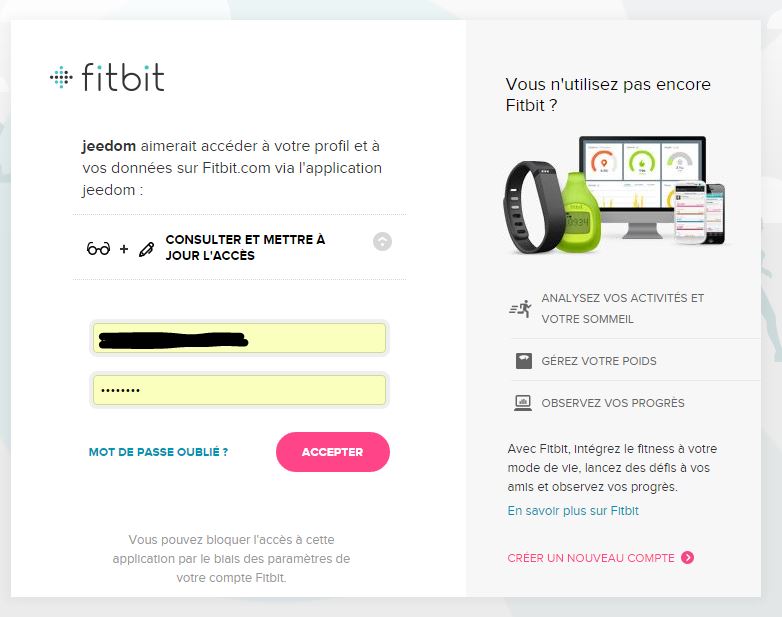 fitbit
jeedom aimerait accéder à votre profil et à
vos données sur Fitbit.com via l'application
jeedom :
+
CONSULTER ET METTRE À
JOUR L'ACCÈS
••••••••
MOT DE PASSE OUBLIÉ ?
ACCEPTER
Vous pouvez bloquer l'accès à cette
application par le biais des paramètres de
votre compte Fitbit.
Vous n'utilisez pas encore
Fitbit ?
ANALYSEZ VOS ACTIVITÉS ET
VOTRE SOMMEIL
GÉREZ VOTRE POIDS
OBSERVEZ VOS PROGRÈS
Avec Fitbit, intégrez le fitness à votre
mode de vie, lancez des défis à vos
amis et observez vos progrès.
En savoir plus sur Fitbit
CRÉER UN NOUVEAU COMPTE